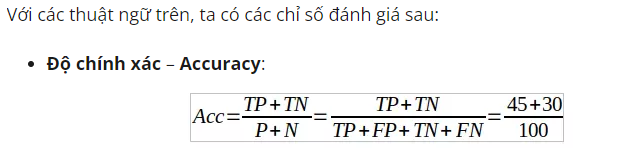 Với các thuật ngữ trên, ta có các chỉ số đánh giá sau:
• Độ chính xác – Accuracy:
Acc = (TP+TN)/(P+N) = (TP+TN)/(TP+FP+TN+FN) = (45+30)/100